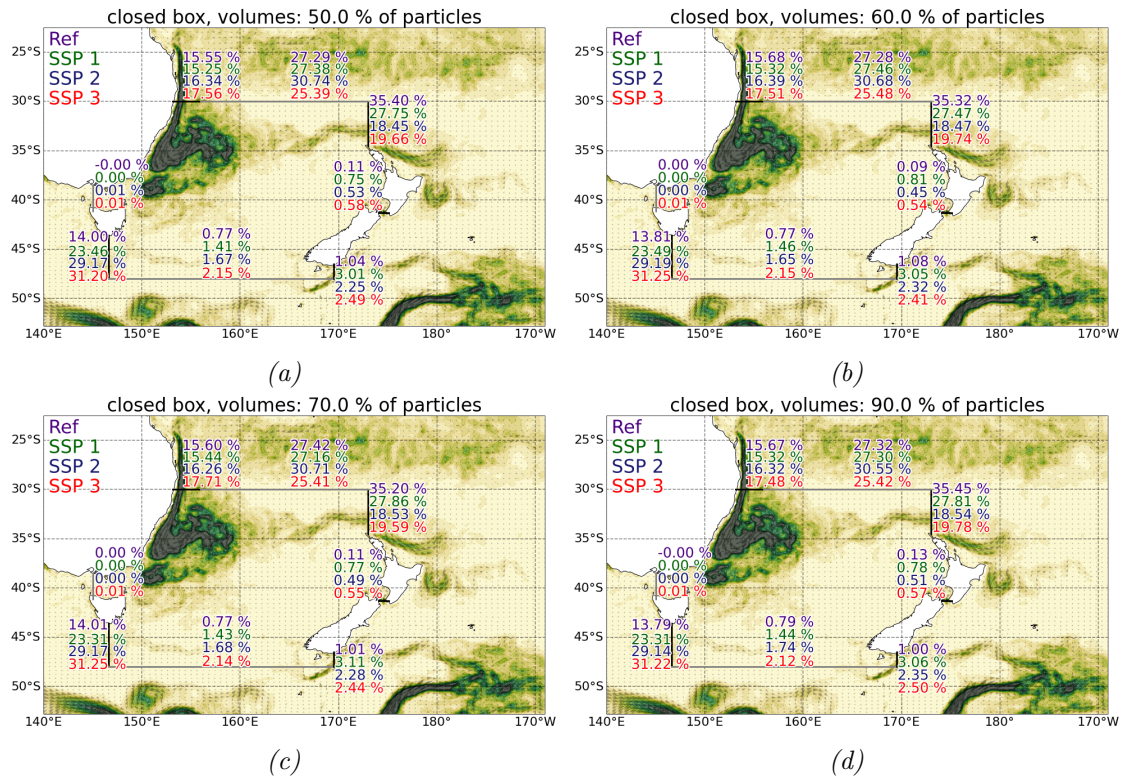 closed box, volumes: 50.0 % of particles
25°S
30°S
35°S
40°S
45°S
50°S
140°E
150°E
160°E
170°E
180°
170°W
Ref
SSP 1
SSP 2
SSP 3
15.55 %
15.25 %
16.34 %
17.56 %
27.29 %
27.38 %
30.74 %
25.39 %
35.40 %
27.75 %
18.45 %
19.66 %
-0.00 %
0.00 %
0.01 %
0.01 %
0.11 %
0.75 %
0.53 %
0.58 %
14.00 %
23.46 %
29.17 %
31.20 %
0.77 %
1.41 %
1.67 %
2.15 %
1.04 %
3.01 %
2.25 %
2.49 %
(a)
closed box, volumes: 60.0 % of particles
25°S
30°S
35°S
40°S
45°S
50°S
140°E
150°E
160°E
170°E
180°
170°W
Ref
SSP 1
SSP 2
SSP 3
15.68 %
15.32 %
16.39 %
17.51 %
27.28 %
27.46 %
30.68 %
25.48 %
35.32 %
27.47 %
18.47 %
19.74 %
0.00 %
0.00 %
0.00 %
0.01 %
0.09 %
0.81 %
0.45 %
0.54 %
13.81 %
23.49 %
29.19 %
31.25 %
0.77 %
1.46 %
1.65 %
2.15 %
1.08 %
3.05 %
2.32 %
2.41 %
(b)
closed box, volumes: 70.0 % of particles
25°S
30°S
35°S
40°S
45°S
50°S
140°E
150°E
160°E
170°E
180°
170°W
Ref
SSP 1
SSP 2
SSP 3
15.60 %
15.44 %
16.26 %
17.71 %
27.42 %
27.16 %
30.71 %
25.41 %
35.20 %
27.86 %
18.53 %
19.59 %
0.00 %
0.00 %
0.00 %
0.01 %
0.11 %
0.77 %
0.49 %
0.55 %
14.01 %
23.31 %
29.17 %
31.25 %
0.77 %
1.43 %
1.68 %
2.14 %
1.01 %
3.11 %
2.28 %
2.44 %
(c)
closed box, volumes: 90.0 % of particles
25°S
30°S
35°S
40°S
45°S
50°S
140°E
150°E
160°E
170°E
180°
170°W
Ref
SSP 1
SSP 2
SSP 3
15.67 %
15.32 %
16.32 %
17.48 %
27.32 %
27.30 %
30.55 %
25.42 %
35.45 %
27.81 %
18.54 %
19.78 %
-0.00 %
0.00 %
0.00 %
0.01 %
0.13 %
0.78 %
0.51 %
0.57 %
13.79 %
23.31 %
29.14 %
31.22 %
0.79 %
1.44 %
1.74 %
2.12 %
1.00 %
3.06 %
2.35 %
2.50 %
(d)